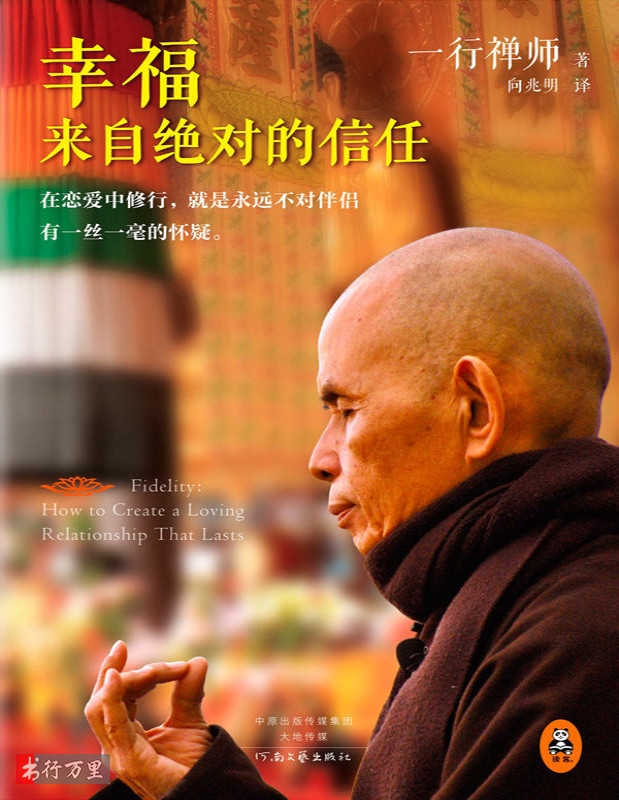 一行禅师 著
向兆明 译
幸福
来自绝对的信任
在恋爱中修行，就是永远不对伴侣
有一丝一毫的怀疑。
Fidelity:
How to Create a Loving
Relationship That Lasts
中原出版传媒集团
大地传媒
河南文艺出版社
读客
书行万里